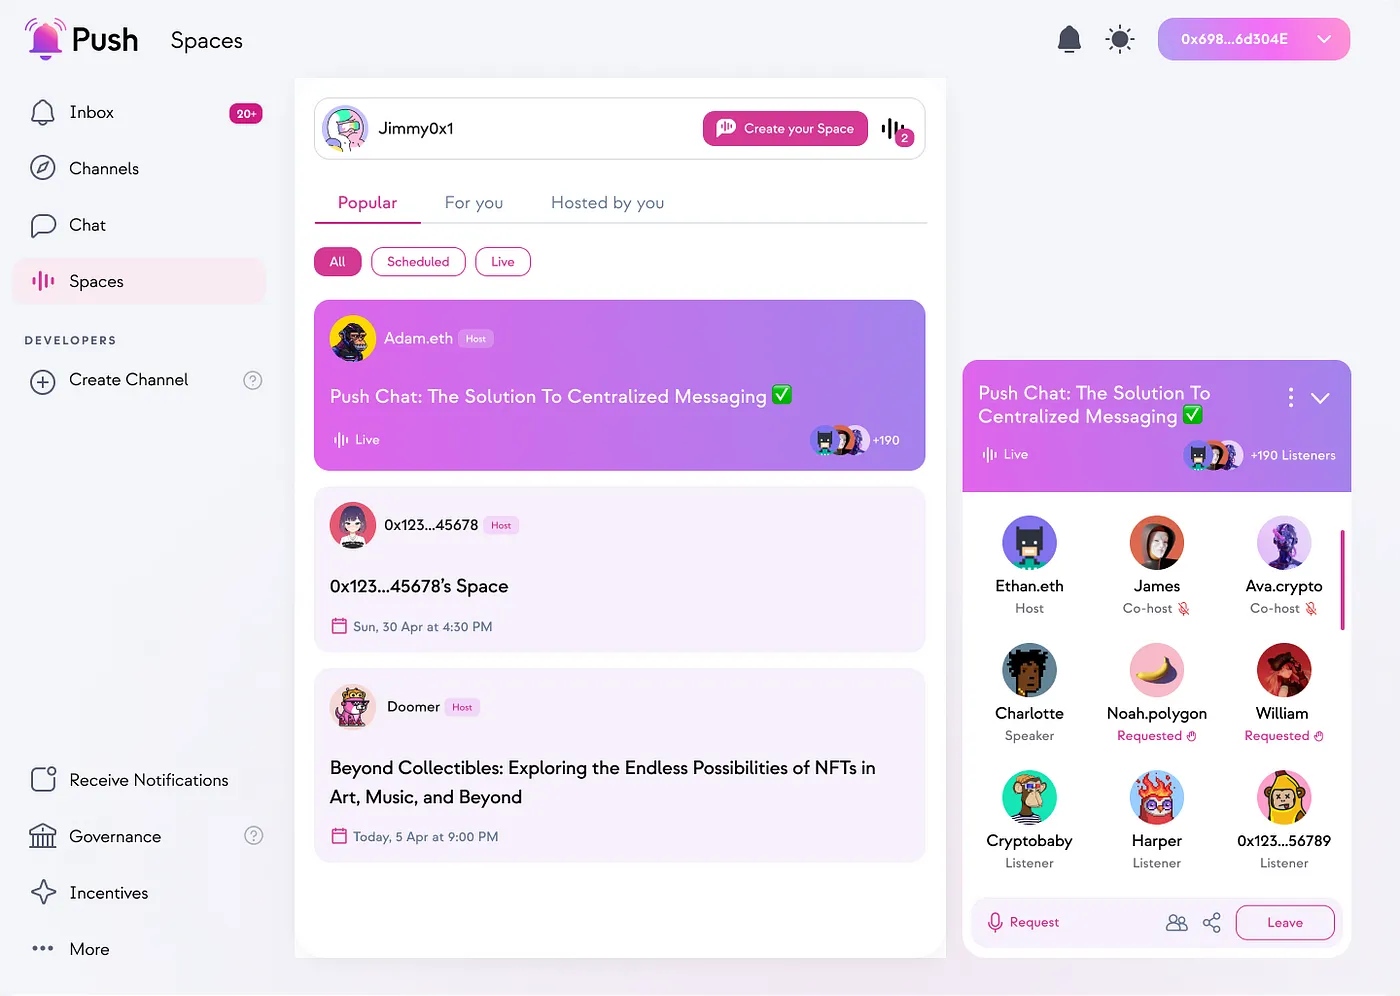 Push
Spaces
0x698...6d304E
Inbox
20+
Channels
Chat
Spaces
DEVELOPERS
Create Channel
?
Receive Notifications
Governance
?
Incentives
More
Jimmy0x1
Create your Space
2
Popular
For you
Hosted by you
All
Scheduled
Live
Adam.eth Host
Push Chat: The Solution To Centralized Messaging ✅
Live
+190
0x123...45678 Host
0x123...45678’s Space
Sun, 30 Apr at 4:30 PM
Doomer Host
Beyond Collectibles: Exploring the Endless Possibilities of NFTs in
Art, Music, and Beyond
Today, 5 Apr at 9:00 PM
Push Chat: The Solution To
Centralized Messaging ✅
Live
+190 Listeners
Ethan.eth
Host
James
Co-host
Ava.crypto
Co-host
Charlotte
Speaker
Noah.polygon
Requested
William
Requested
Cryptobaby
Listener
Harper
Listener
0x123...56789
Listener
Request
Leave